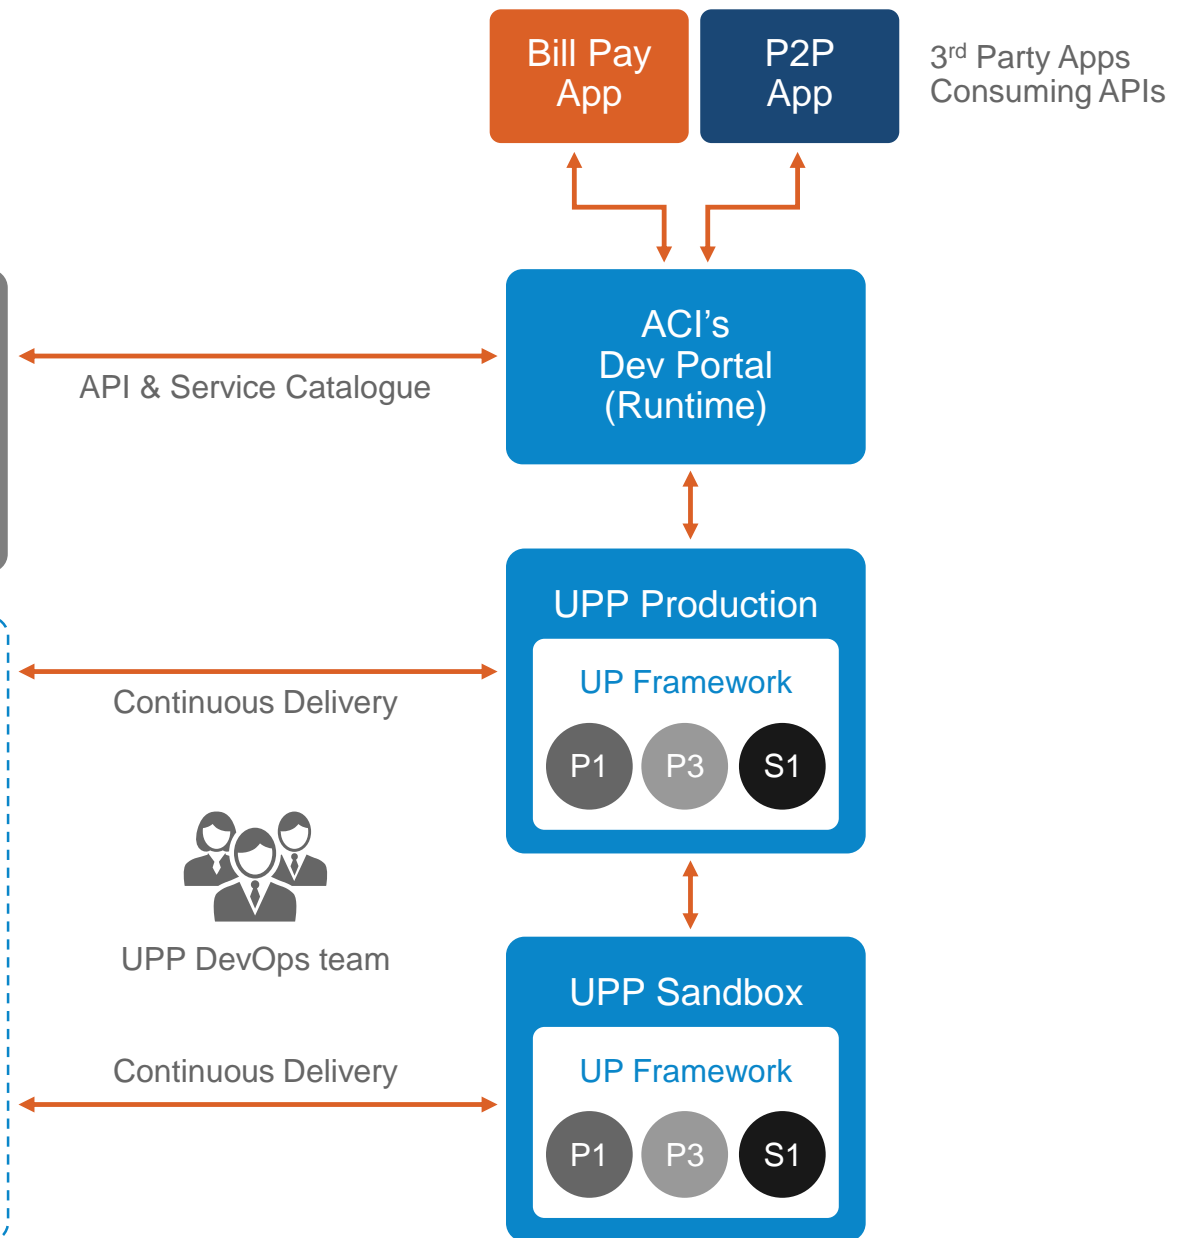 Bill Pay
App
P2P
App
3rd Party Apps
Consuming APIs
ACI’s
Dev Portal
(Runtime)
API & Service Catalogue
UPP Production
UP Framework
P1
P3
S1
Continuous Delivery
UPP DevOps team
UPP Sandbox
UP Framework
P1
P3
S1
Continuous Delivery